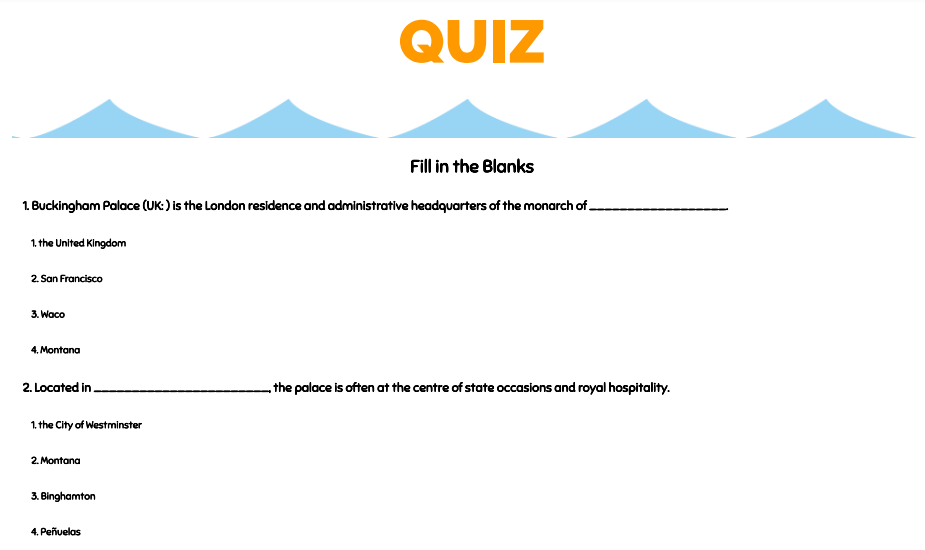 QUIZ
Fill in the Blanks
1. Buckingham Palace (UK: ) is the London residence and administrative headquarters of the monarch of __________________.
1. the United Kingdom
2. San Francisco
3. Waco
4. Montana
2. Located in _______________________, the palace is often at the centre of state occasions and royal hospitality.
1. the City of Westminster
2. Montana
3. Binghamton
4. Peñuelas